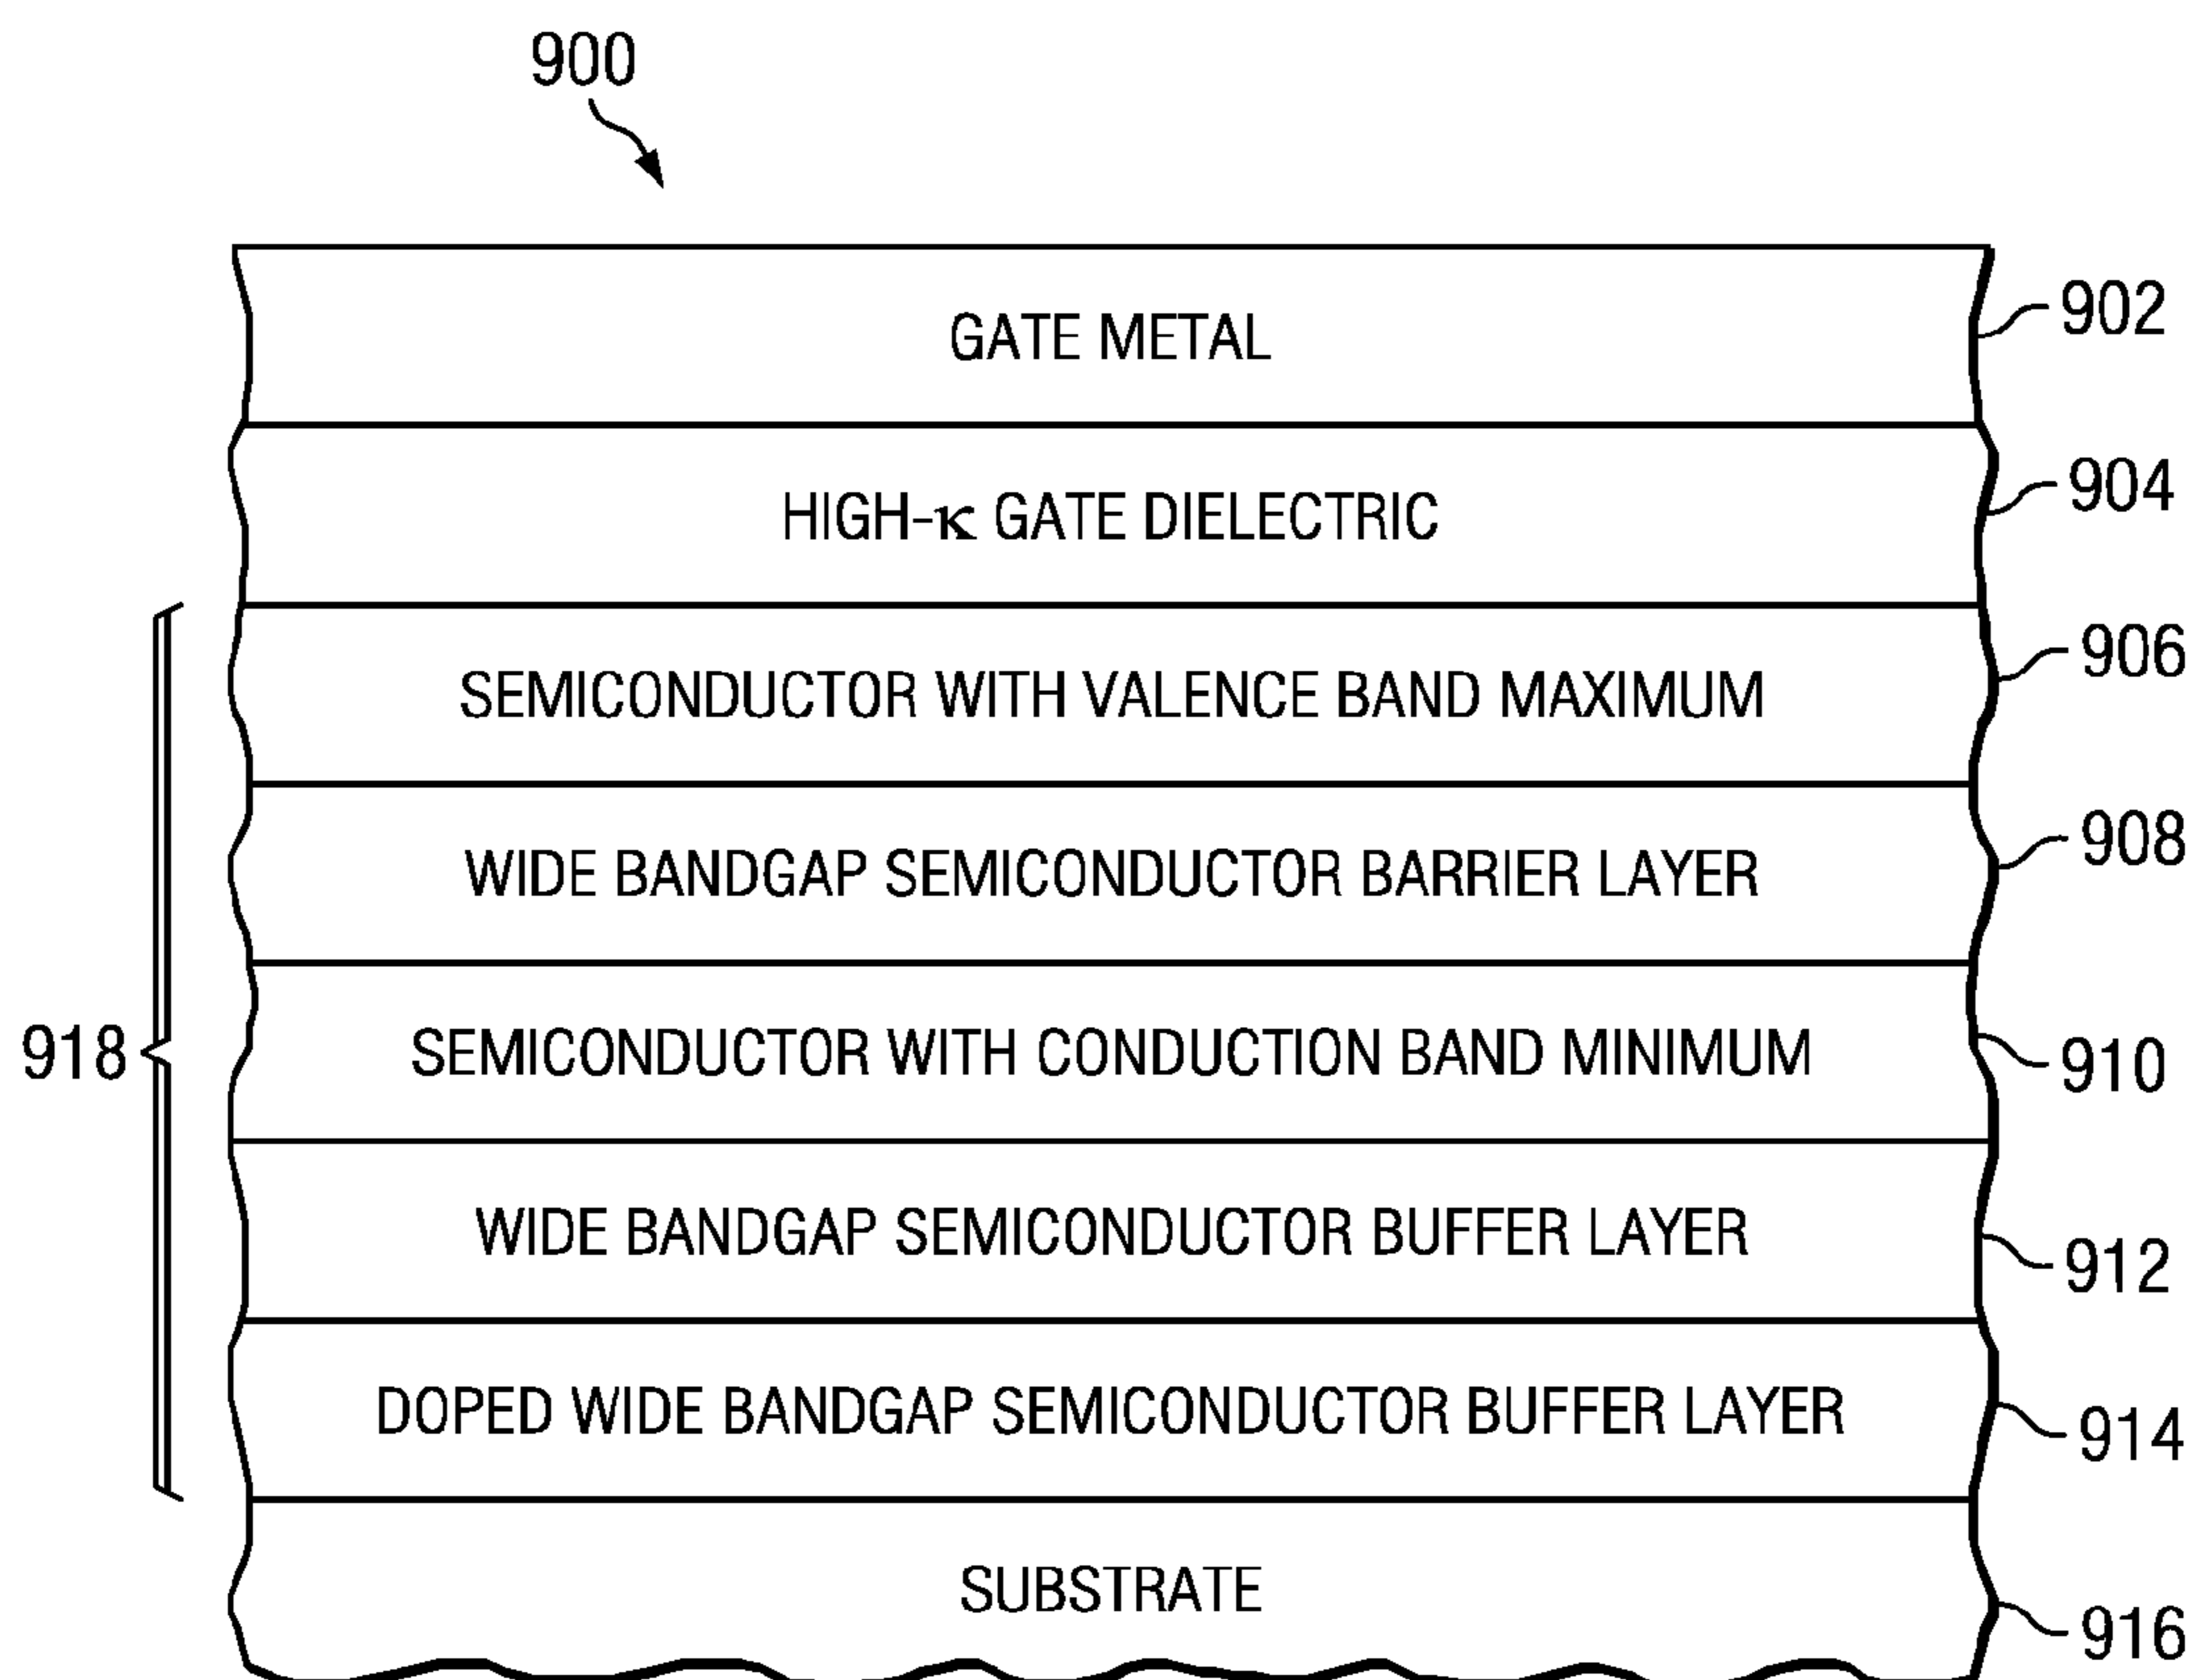 900
GATE METAL
902
HIGH-κ GATE DIELECTRIC
904
SEMICONDUCTOR WITH VALENCE BAND MAXIMUM
906
WIDE BANDGAP SEMICONDUCTOR BARRIER LAYER
908
918
SEMICONDUCTOR WITH CONDUCTION BAND MINIMUM
910
WIDE BANDGAP SEMICONDUCTOR BUFFER LAYER
912
DOPED WIDE BANDGAP SEMICONDUCTOR BUFFER LAYER
914
SUBSTRATE
916